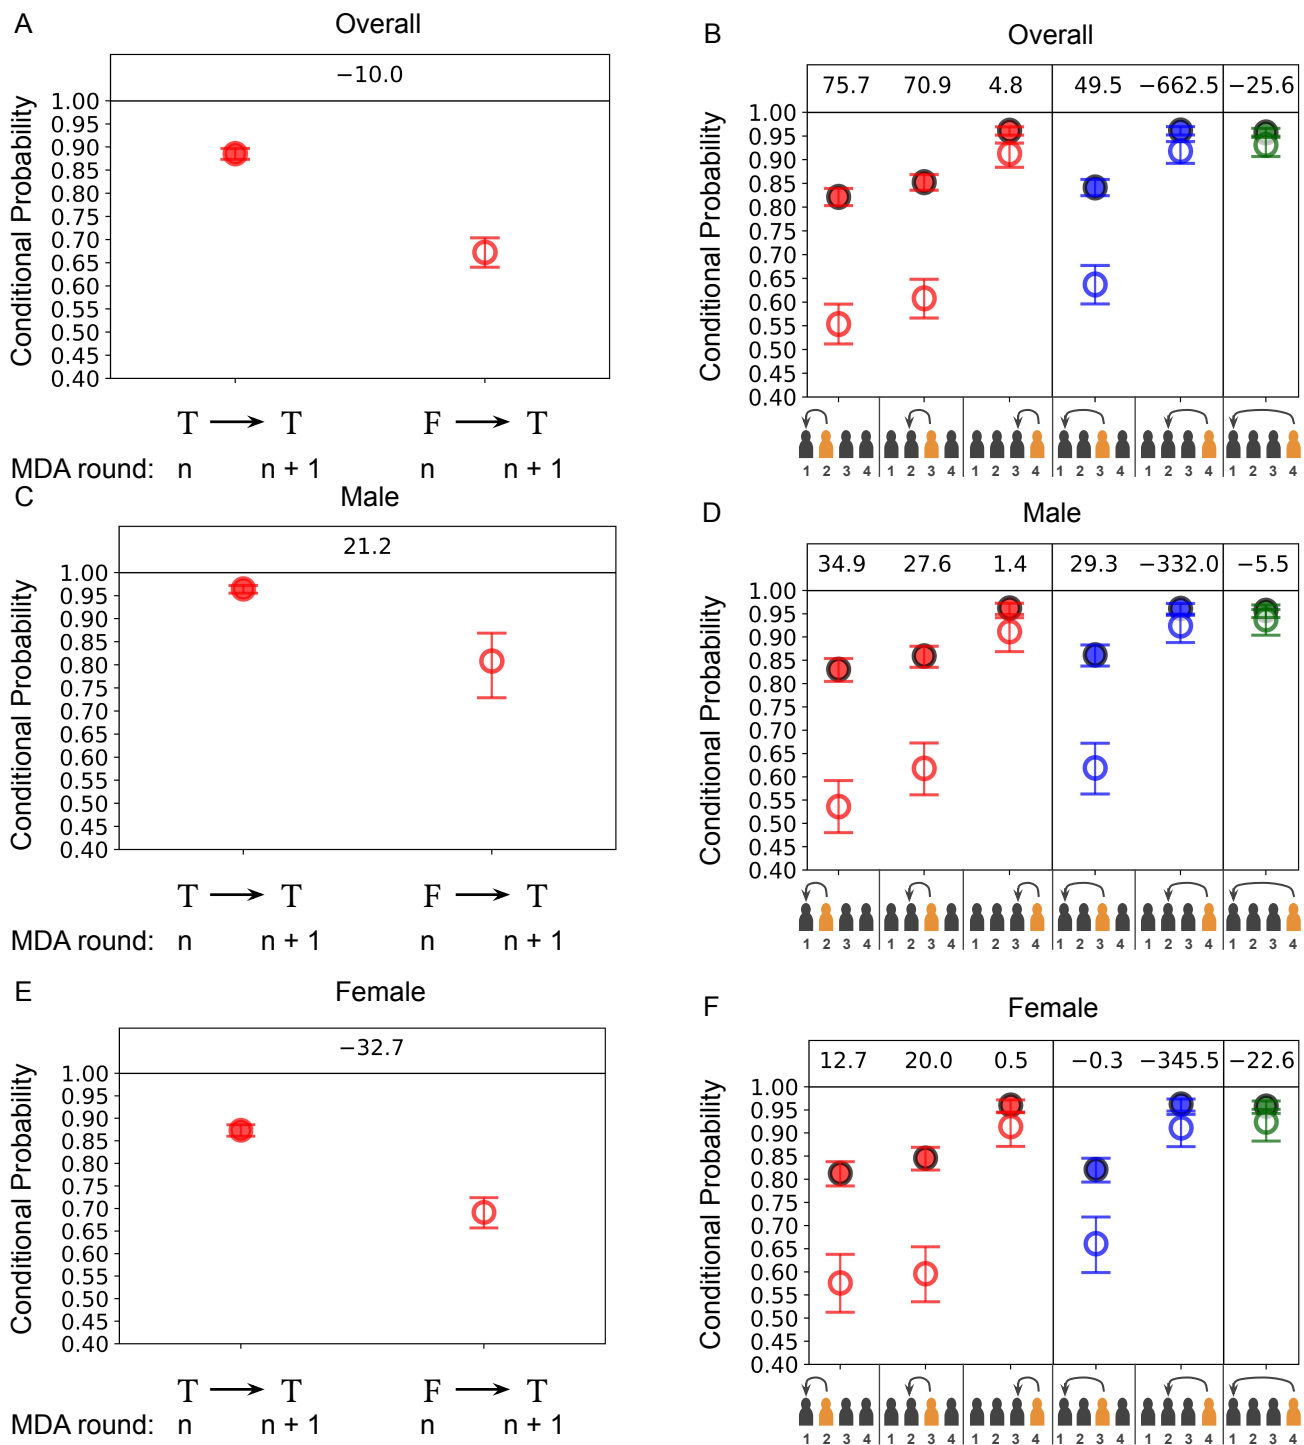 A
Overall
−10.0
Conditional Probability
1.00
0.95
0.90
0.85
0.80
0.75
0.70
0.65
0.60
0.55
0.50
0.45
0.40
T T F T
MDA round: n n + 1 n n + 1
B
Overall
75.7 70.9 4.8 49.5 −662.5 −25.6
Conditional Probability
1.00
0.95
0.90
0.85
0.80
0.75
0.70
0.65
0.60
0.55
0.50
0.45
0.40
1 2 3 4 1 2 3 4 1 2 3 4 1 2 3 4 1 2 3 4 1 2 3 4
C
Male
21.2
Conditional Probability
1.00
0.95
0.90
0.85
0.80
0.75
0.70
0.65
0.60
0.55
0.50
0.45
0.40
T T F T
MDA round: n n + 1 n n + 1
D
Male
34.9 27.6 1.4 29.3 −332.0 −5.5
Conditional Probability
1.00
0.95
0.90
0.85
0.80
0.75
0.70
0.65
0.60
0.55
0.50
0.45
0.40
1 2 3 4 1 2 3 4 1 2 3 4 1 2 3 4 1 2 3 4 1 2 3 4
E
Female
−32.7
Conditional Probability
1.00
0.95
0.90
0.85
0.80
0.75
0.70
0.65
0.60
0.55
0.50
0.45
0.40
T T F T
MDA round: n n + 1 n n + 1
F
Female
12.7 20.0 0.5 −0.3 −345.5 −22.6
Conditional Probability
1.00
0.95
0.90
0.85
0.80
0.75
0.70
0.65
0.60
0.55
0.50
0.45
0.40
1 2 3 4 1 2 3 4 1 2 3 4 1 2 3 4 1 2 3 4 1 2 3 4